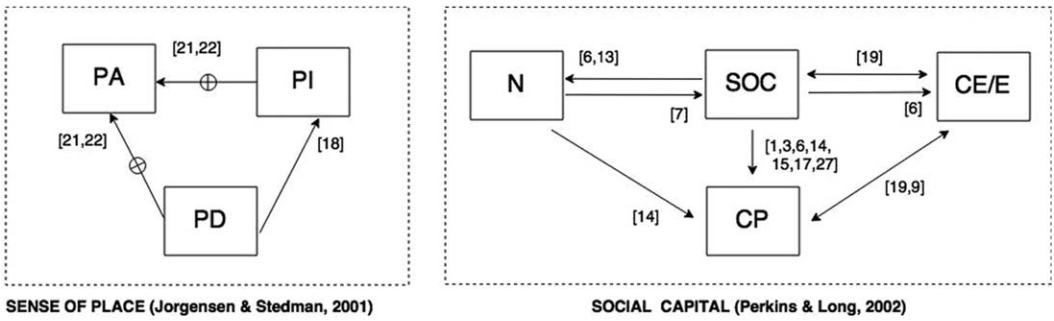 [21,22]
PA
PI
[21,22]
[18]
PD
SENSE OF PLACE (Jorgensen & Stedman, 2001)
[6,13]
[19]
N
SOC
CE/E
[7]
[6]
[1,3,6,14,
15,17,27]
[19,9]
[14]
CP
SOCIAL CAPITAL (Perkins & Long, 2002)